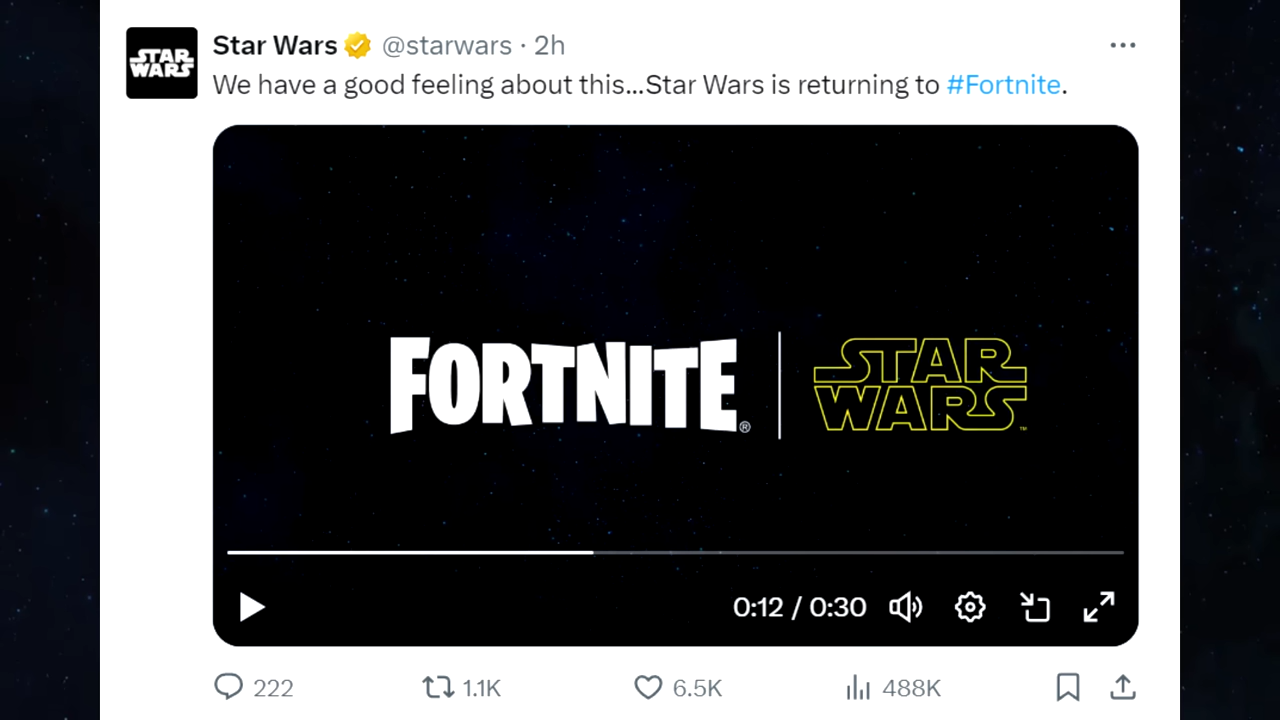 STAR WARS
Star Wars @starwars · 2h
We have a good feeling about this...Star Wars is returning to #Fortnite.
FORTNITE® | STAR WARS™
0:12 / 0:30
222 1.1K 6.5K 488K